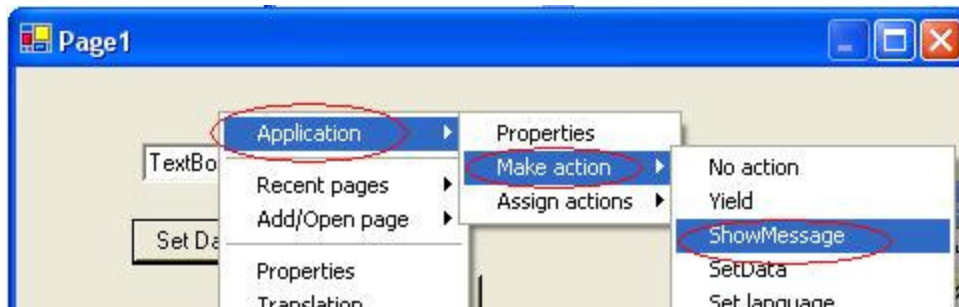 Page1
Application
Properties
TextBo
Make action
No action
Recent pages
Assign actions
Yield
Add/Open page
Set Da
ShowMessage
Properties
SetData
Translation
Set language